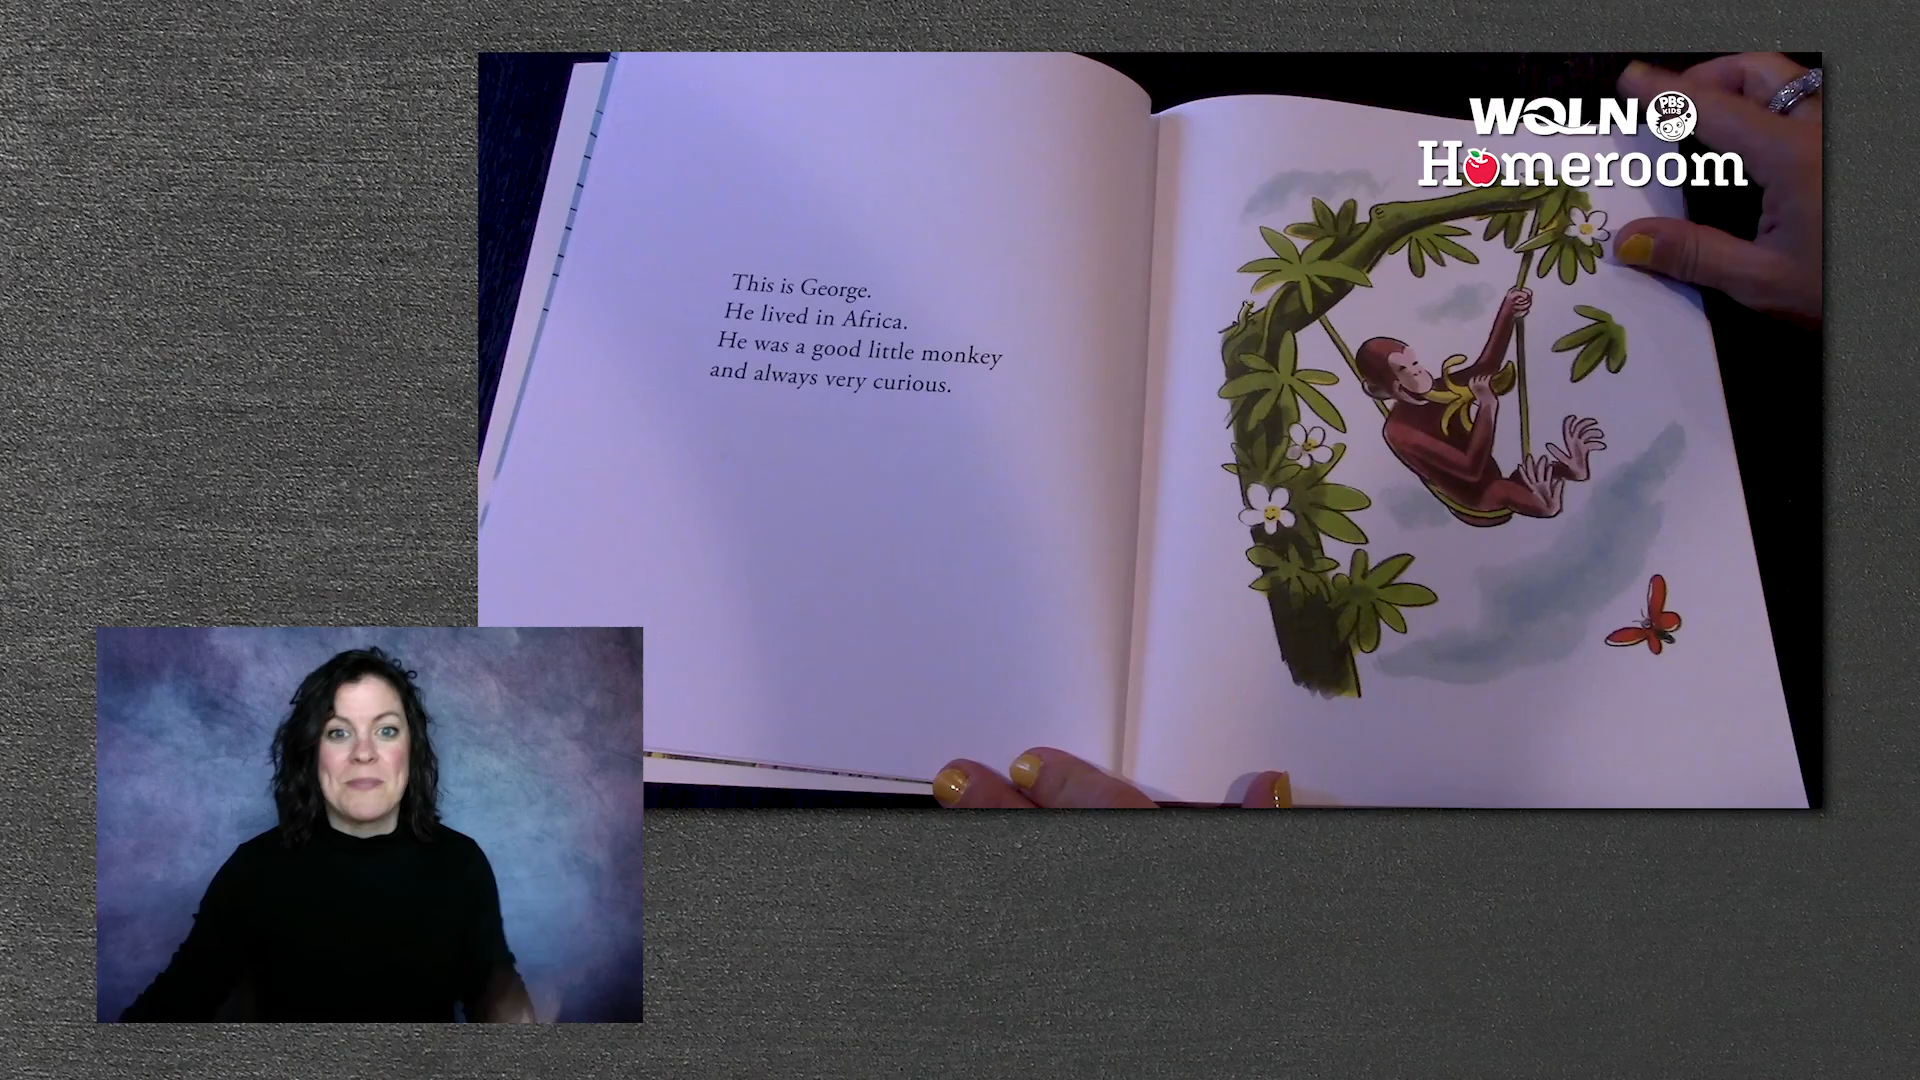 WQLN PBS KIDS
Homeroom
This is George.
He lived in Africa.
He was a good little monkey
and always very curious.